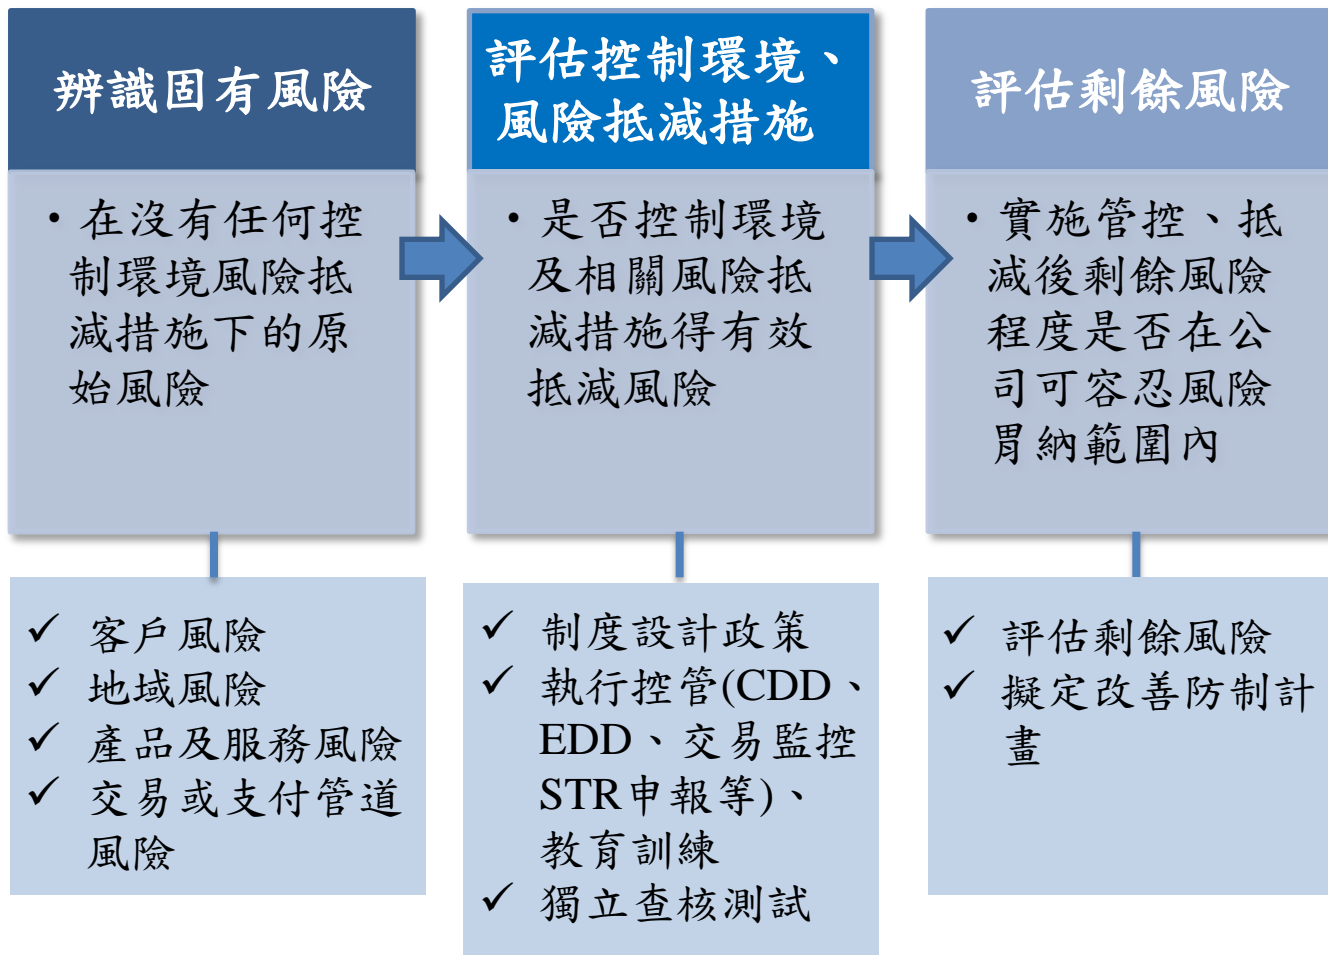 辨識固有風險
• 在沒有任何控
制環境風險抵
減措施下的原
始風險
✓ 客戶風險
✓ 地域風險
✓ 產品及服務風險
✓ 交易或支付管道
風險
評估控制環境、
風險抵減措施
• 是否控制環境
及相關風險抵
減措施得有效
抵減風險
✓ 制度設計政策
✓ 執行控管(CDD、
EDD、交易監控
STR申報等)、
教育訓練
✓ 獨立查核測試
評估剩餘風險
• 實施管控、抵
減後剩餘風險
程度是否在公
司可容忍風險
胃納範圍內
✓ 評估剩餘風險
✓ 擬定改善防制計
畫